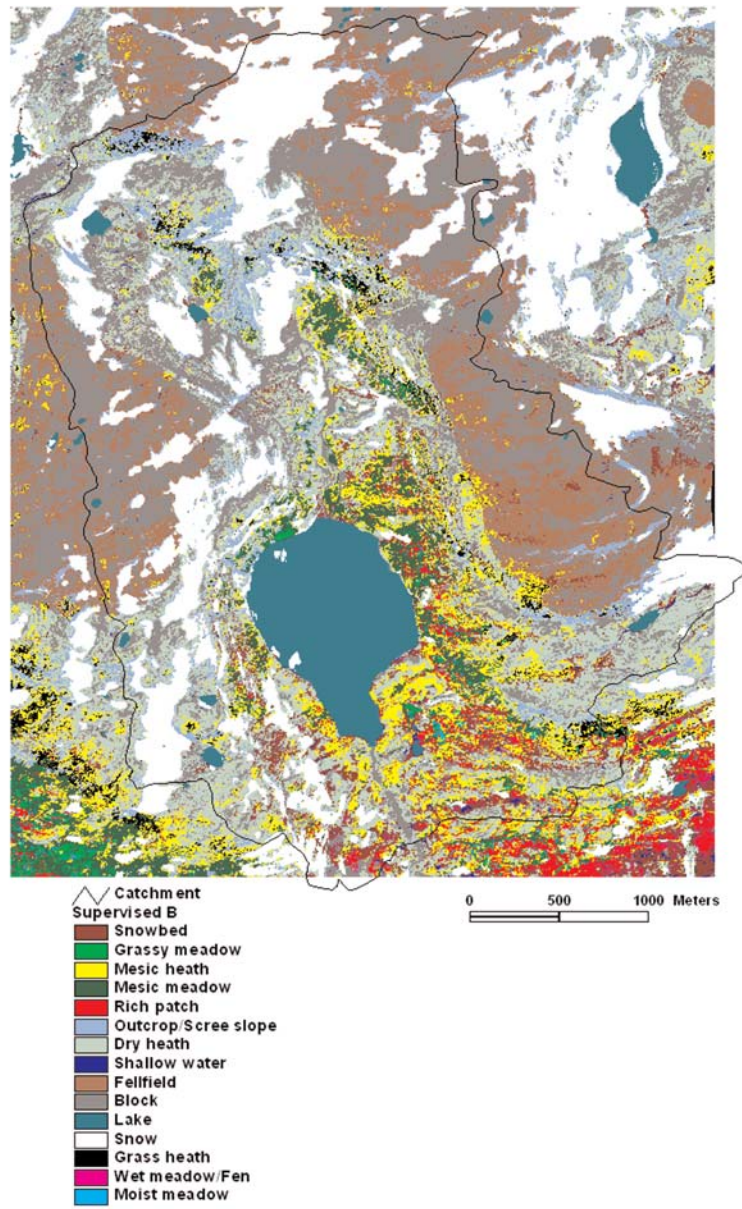 Catchment
0 500 1000 Meters
Supervised B
Snowbed
Grassy meadow
Mesic heath
Mesic meadow
Rich patch
Outcrop/Scree slope
Dry heath
Shallow water
Fellfield
Block
Lake
Snow
Grass heath
Wet meadow/Fen
Moist meadow